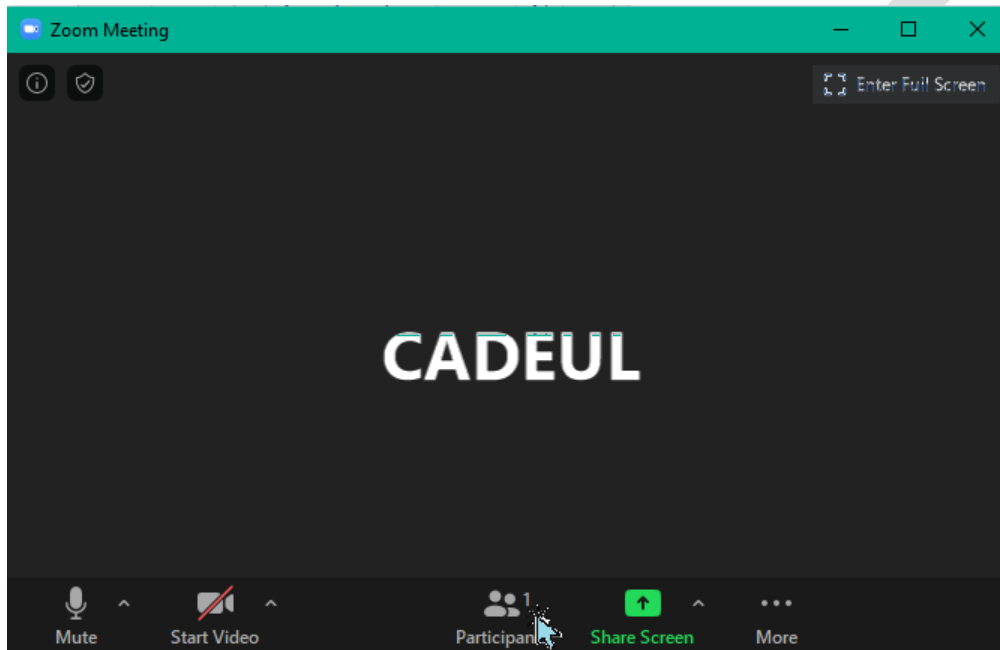 Zoom Meeting
Enter Full Screen
CADEUL
1
Mute
Start Video
Share Screen
More